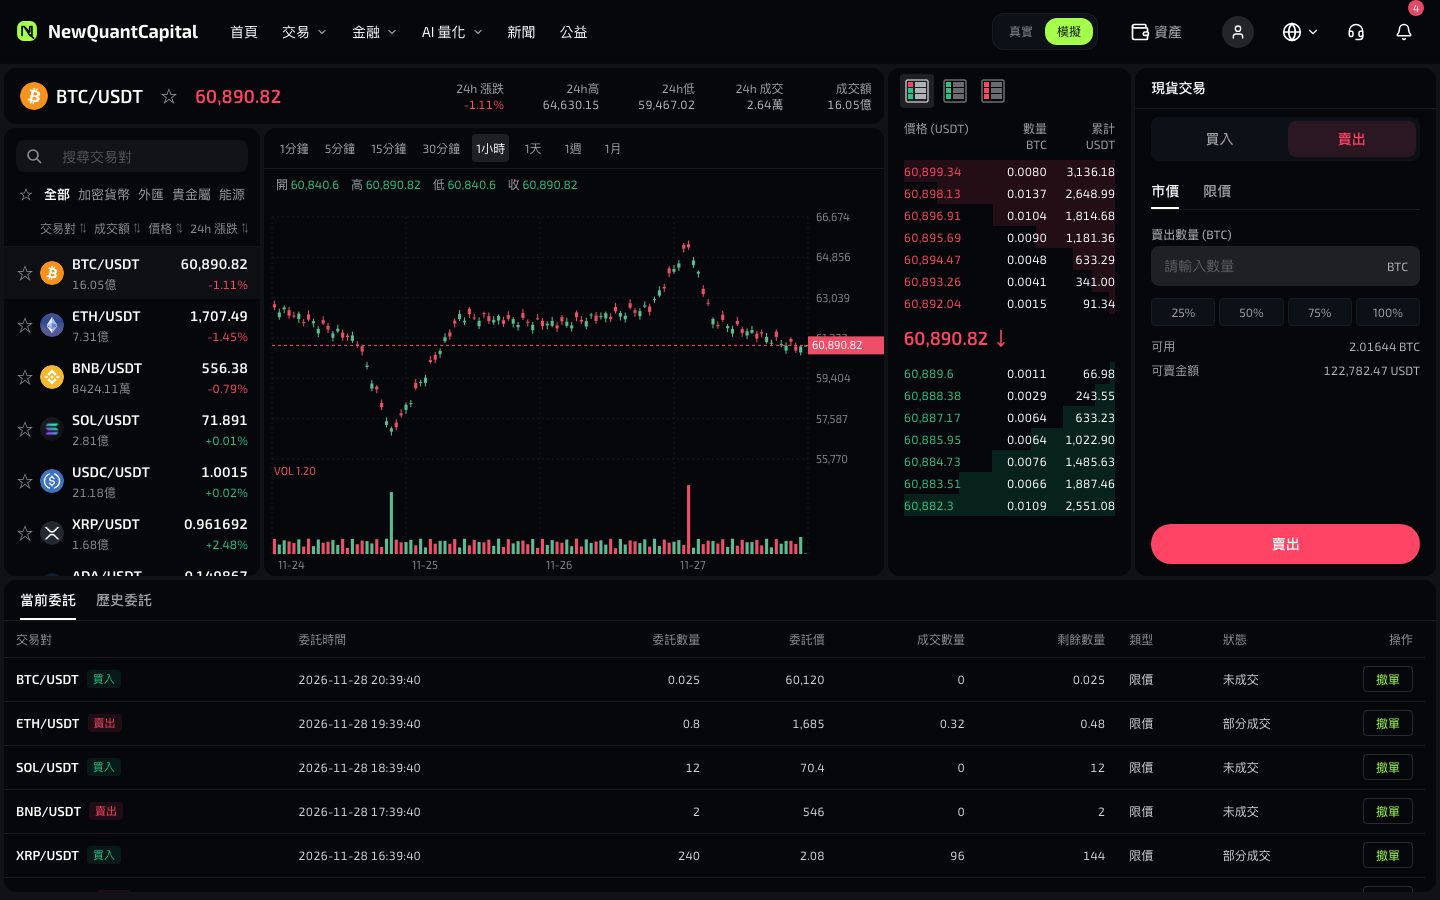 NewQuantCapital 首頁 交易 金融 AI 量化 新聞 公益 真實 模擬 資產 4
BTC/USDT 60,890.82
24h 漲跌 24h高 24h低 24h 成交 成交額
-1.11% 64,630.15 59,467.02 2.64萬 16.05億
搜尋交易對
全部 加密貨幣 外匯 貴金屬 能源
交易對 成交額 價格 24h 漲跌
BTC/USDT 60,890.82
16.05億 -1.11%
ETH/USDT 1,707.49
7.31億 -1.45%
BNB/USDT 556.38
8424.11萬 -0.79%
SOL/USDT 71.891
2.81億 +0.01%
USDC/USDT 1.0015
21.18億 +0.02%
XRP/USDT 0.961692
1.68億 +2.48%
ADA/USDT 0.149867
1分鐘 5分鐘 15分鐘 30分鐘 1小時 1天 1週 1月
開 60,840.6 高 60,890.82 低 60,840.6 收 60,890.82
66,674
64,856
63,039
60,890.82
59,404
57,587
55,770
VOL 1.20
11-24 11-25 11-26 11-27
價格 (USDT) 數量 累計
BTC USDT
60,899.34 0.0080 3,136.18
60,898.13 0.0137 2,648.99
60,896.91 0.0104 1,814.68
60,895.69 0.0090 1,181.36
60,894.47 0.0048 633.29
60,893.26 0.0041 341.00
60,892.04 0.0015 91.34
60,890.82 ↓
60,889.6 0.0011 66.98
60,888.38 0.0029 243.55
60,887.17 0.0064 633.23
60,885.95 0.0064 1,022.90
60,884.73 0.0076 1,485.63
60,883.51 0.0066 1,887.46
60,882.3 0.0109 2,551.08
現貨交易
買入 賣出
市價 限價
賣出數量 (BTC)
請輸入數量 BTC
25% 50% 75% 100%
可用 2.01644 BTC
可賣金額 122,782.47 USDT
賣出
當前委託 歷史委託
交易對 委託時間 委託數量 委託價 成交數量 剩餘數量 類型 狀態 操作
BTC/USDT 買入 2026-11-28 20:39:40 0.025 60,120 0 0.025 限價 未成交 撤單
ETH/USDT 賣出 2026-11-28 19:39:40 0.8 1,685 0.32 0.48 限價 部分成交 撤單
SOL/USDT 買入 2026-11-28 18:39:40 12 70.4 0 12 限價 未成交 撤單
BNB/USDT 賣出 2026-11-28 17:39:40 2 546 0 2 限價 未成交 撤單
XRP/USDT 買入 2026-11-28 16:39:40 240 2.08 96 144 限價 部分成交 撤單